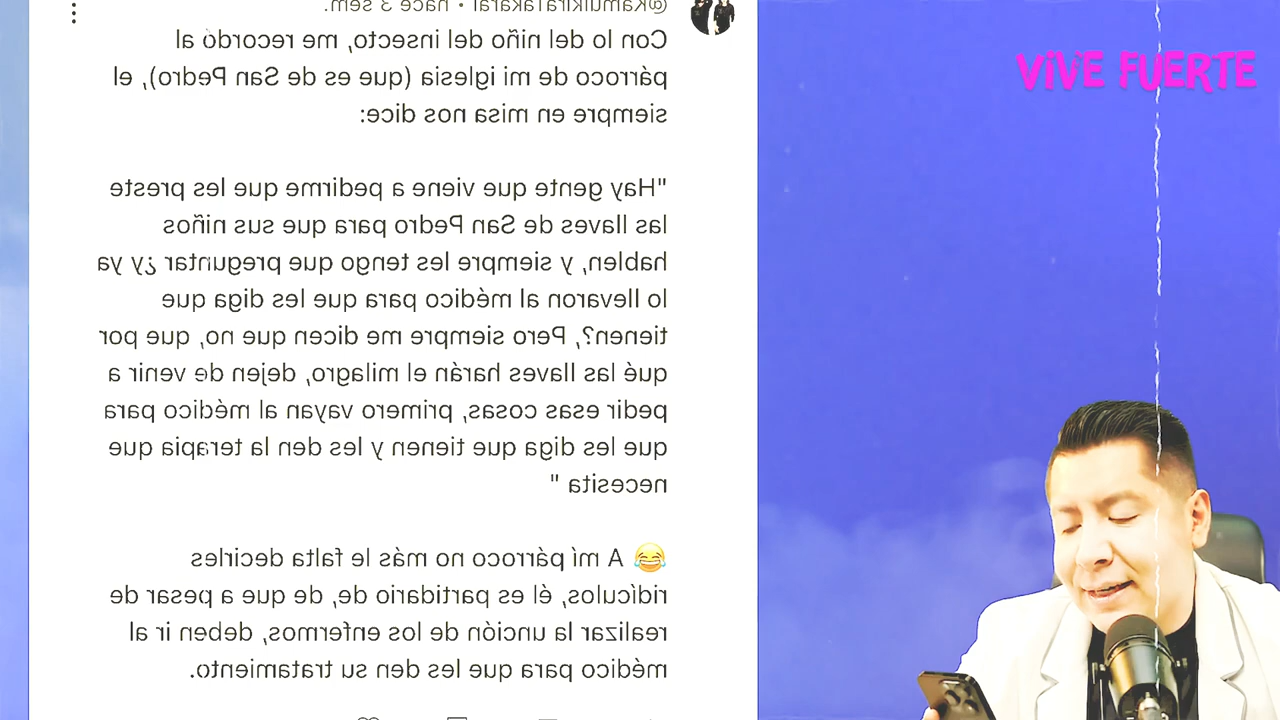 @KamuikiraTakarai • hace 3 sem.
Con lo del niño del insecto, me recordó al
párroco de mi iglesia (que es de San Pedro), el
siempre en misa nos dice:
"Hay gente que viene a pedirme que les preste
las llaves de San Pedro para que sus niños
hablen, y siempre les tengo que preguntar ¿y ya
lo llevaron al médico para que les diga que
tienen?, Pero siempre me dicen que no, que por
qué las llaves harán el milagro, dejen de venir a
pedir esas cosas, primero vayan al médico para
que les diga que tienen y les den la terapia que
necesita "
😂 A mí párroco no más le falta decirles
ridículos, él es partidario de, de que a pesar de
realizar la unción de los enfermos, deben ir al
médico para que les den su tratamiento.
VIVE FUERTE